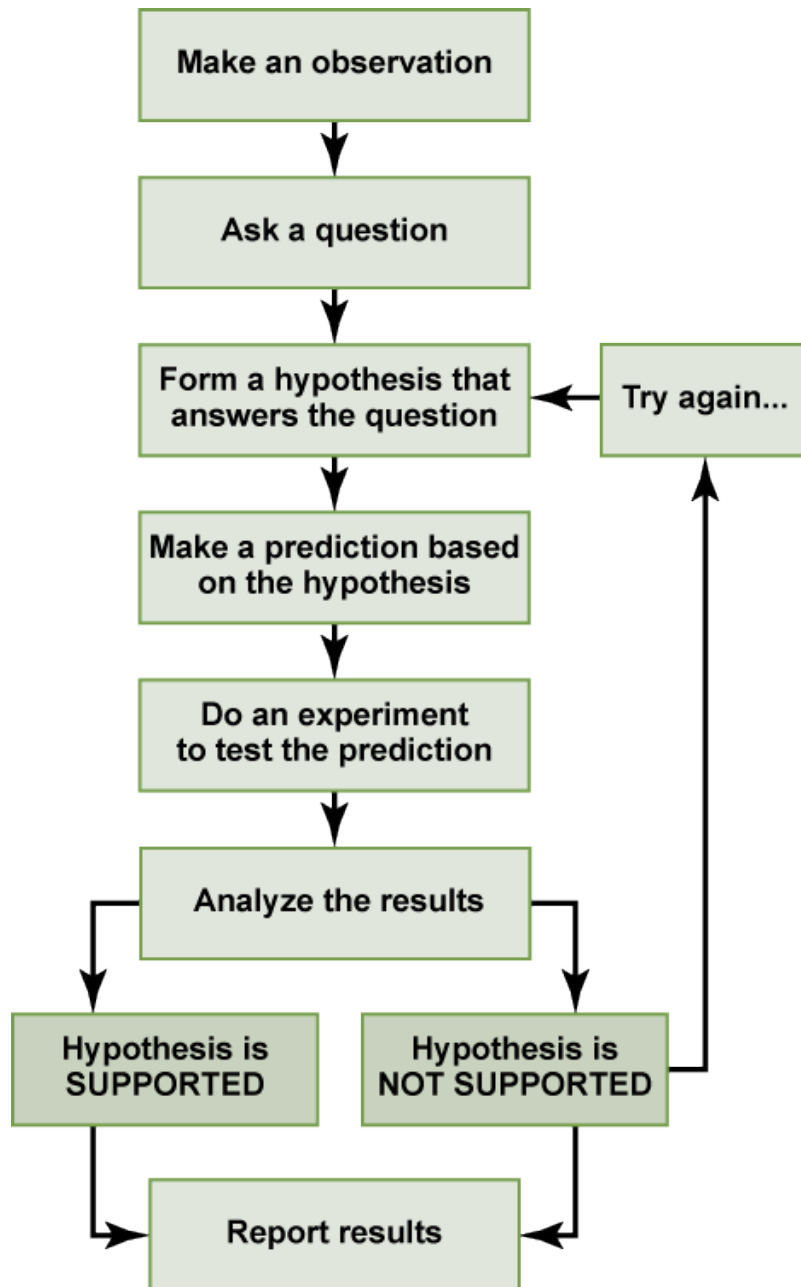 Make an observation
Ask a question
Form a hypothesis that
answers the question
Try again...
Make a prediction based
on the hypothesis
Do an experiment
to test the prediction
Analyze the results
Hypothesis is
SUPPORTED
Hypothesis is
NOT SUPPORTED
Report results